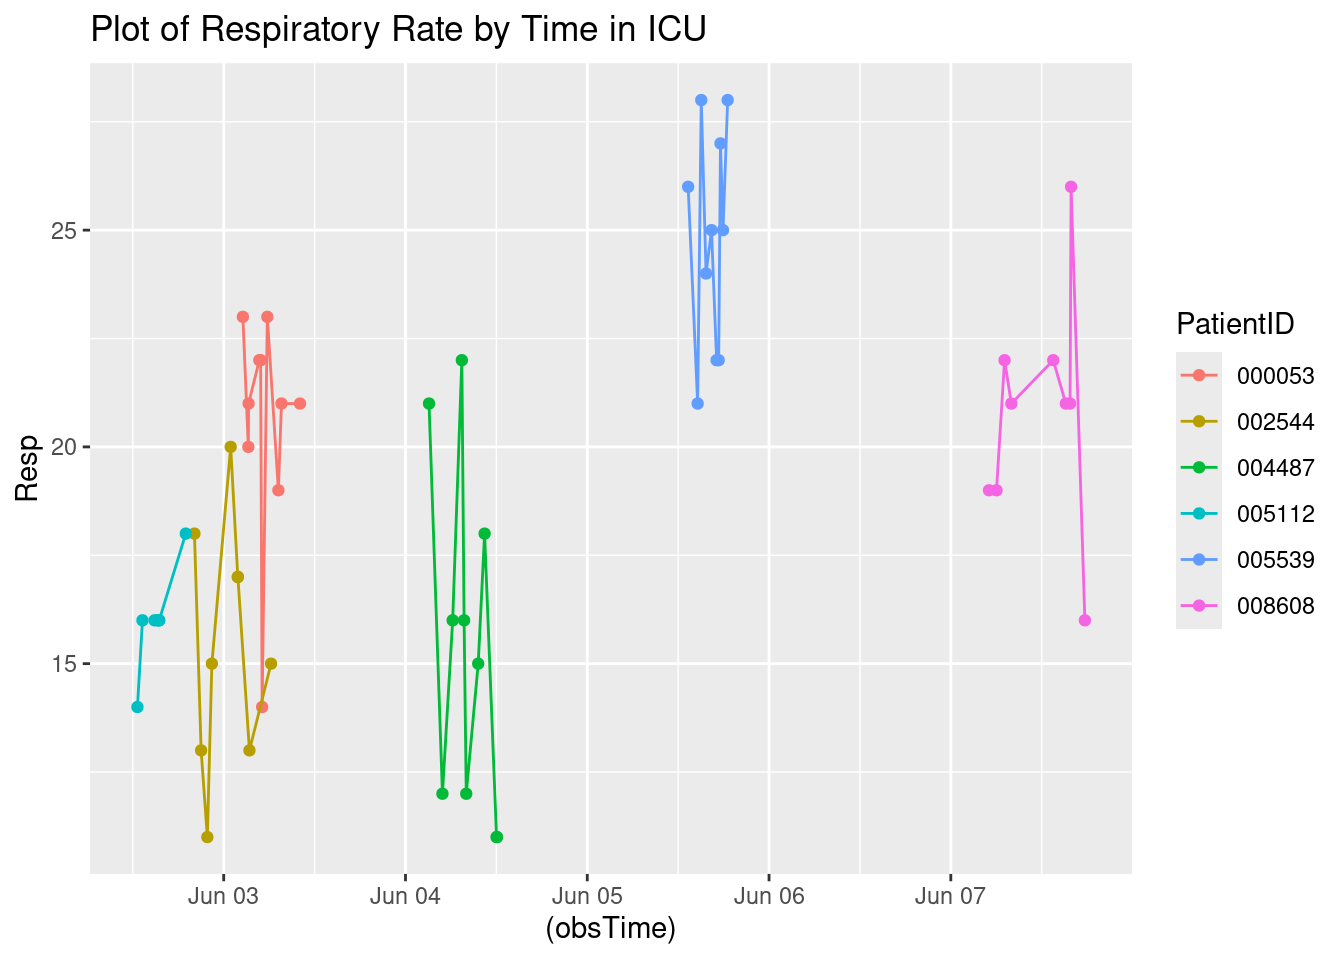 Plot of Respiratory Rate by Time in ICU
25
20
15
Resp
Jun 03
Jun 04
Jun 05
Jun 06
Jun 07
(obsTime)
PatientID
000053
002544
004487
005112
005539
008608